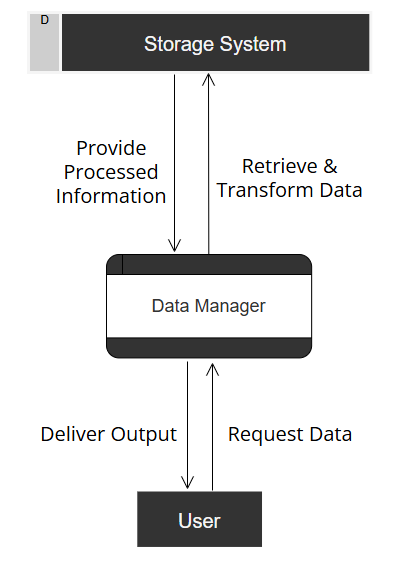 D
Storage System
Provide
Processed
Information
Retrieve &
Transform Data
Data Manager
Deliver Output
Request Data
User